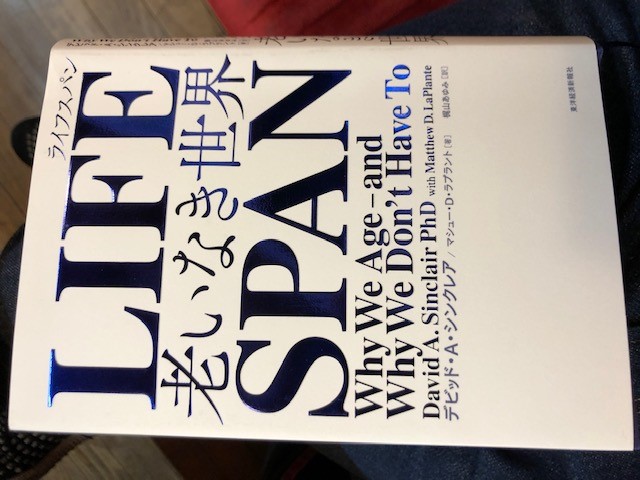 ライフスパン
LIFE
老いなき世界
SPAN
Why We Age–and
Why We Don't Have To
David A. Sinclair PhD with Matthew D. LaPlante
デビッド・A・シンクレア/マシュー・D・ラプラント[著] 梶山あゆみ[訳]
東洋経済新報社